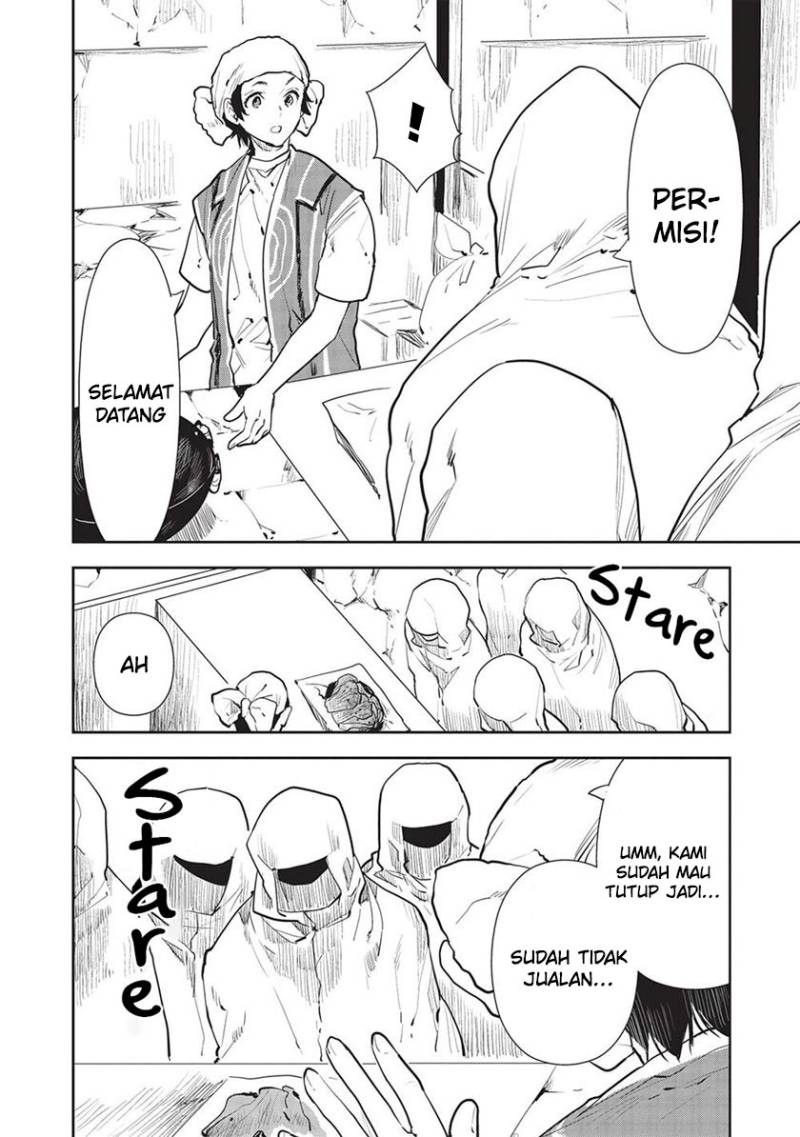 PER-
MISI!
!
SELAMAT
DATANG
Stare
AH
UMM, KAMI
SUDAH MAU
TUTUP JADI...
SUDAH TIDAK
JUALAN...
Stare